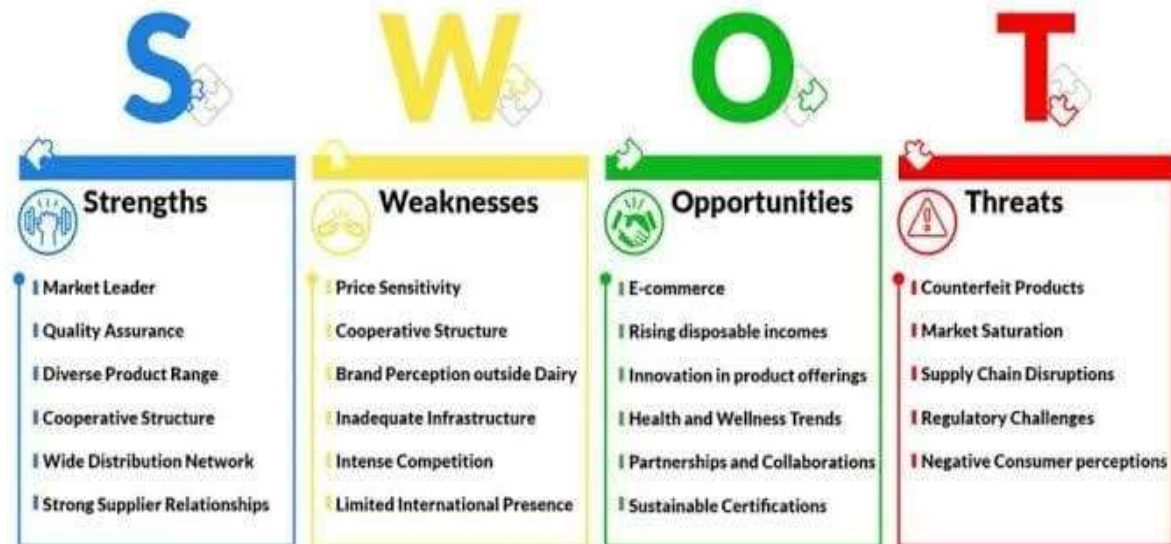 S W O T
Strengths
Market Leader
Quality Assurance
Diverse Product Range
Cooperative Structure
Wide Distribution Network
Strong Supplier Relationships
Weaknesses
Price Sensitivity
Cooperative Structure
Brand Perception outside Dairy
Inadequate Infrastructure
Intense Competition
Limited International Presence
Opportunities
E-commerce
Rising disposable incomes
Innovation in product offerings
Health and Wellness Trends
Partnerships and Collaborations
Sustainable Certifications
Threats
Counterfeit Products
Market Saturation
Supply Chain Disruptions
Regulatory Challenges
Negative Consumer perceptions